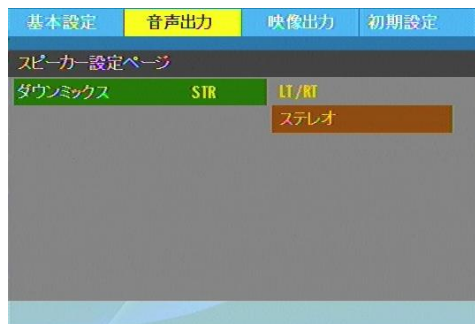 基本設定 音声出力 映像出力 初期設定
スピーカー設定ページ
ダウンミックス STR LT/RT
ステレオ